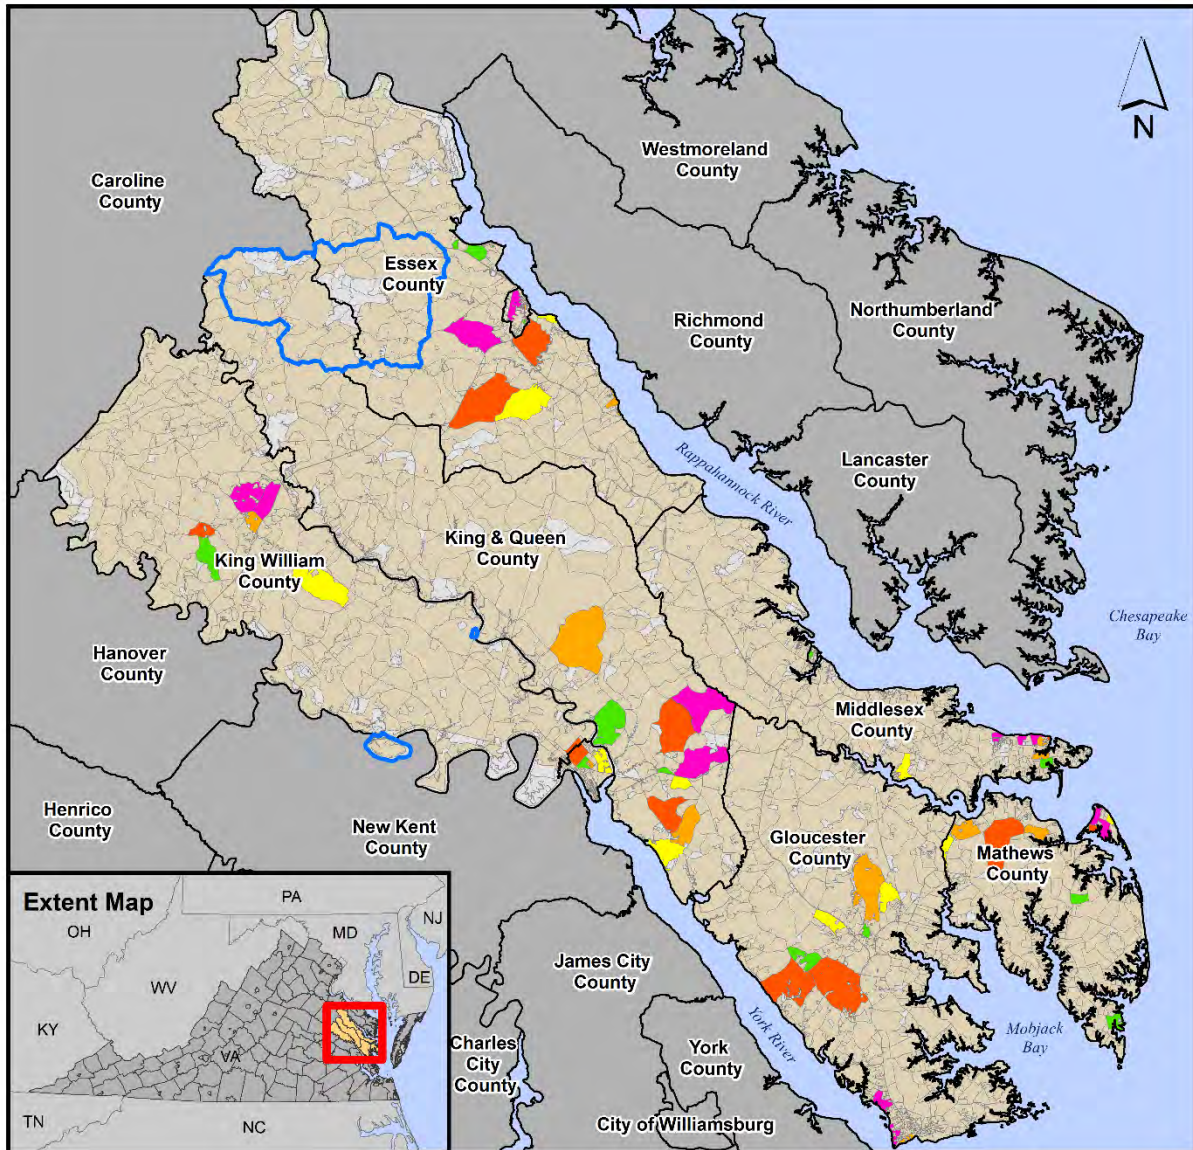 N
Westmoreland
County
Caroline
County
Essex
County
Richmond
County
Northumberland
County
Lancaster
County
Rappahannock River
King & Queen
County
King William
County
Chesapeake
Bay
Hanover
County
Middlesex
County
Henrico
County
New Kent
County
Gloucester
County
Mathews
County
James City
County
York River
Mobjack
Bay
Charles
City
County
York
County
City of Williamsburg
Extent Map
PA
OH
MD
NJ
DE
WV
KY
VA
TN
NC